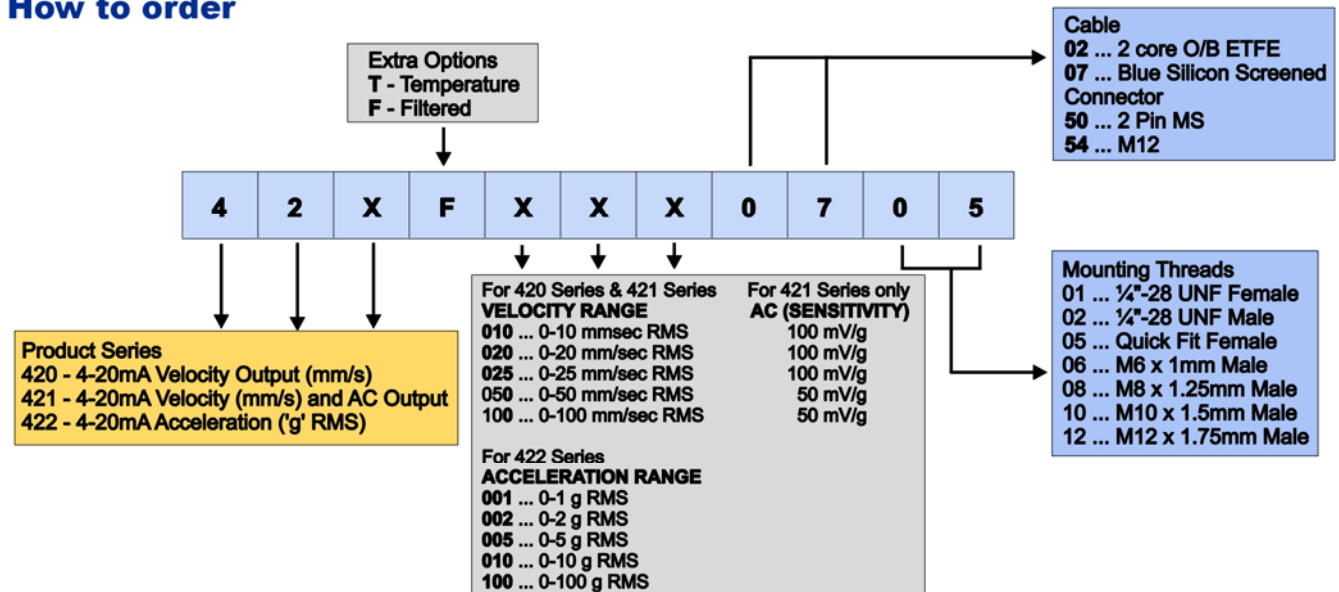 How to order
Extra Options
T - Temperature
F - Filtered
Cable
02 ... 2 core O/B ETFE
07 ... Blue Silicon Screened
Connector
50 ... 2 Pin MS
54 ... M12
4 2 X F X X X 0 7 0 5
Product Series
420 - 4-20mA Velocity Output (mm/s)
421 - 4-20mA Velocity (mm/s) and AC Output
422 - 4-20mA Acceleration ('g' RMS)
For 420 Series & 421 Series For 421 Series only
VELOCITY RANGE AC (SENSITIVITY)
010 ... 0-10 mmsec RMS 100 mV/g
020 ... 0-20 mm/sec RMS 100 mV/g
025 ... 0-25 mm/sec RMS 100 mV/g
050 ... 0-50 mm/sec RMS 50 mV/g
100 ... 0-100 mm/sec RMS 50 mV/g
For 422 Series
ACCELERATION RANGE
001 ... 0-1 g RMS
002 ... 0-2 g RMS
005 ... 0-5 g RMS
010 ... 0-10 g RMS
100 ... 0-100 g RMS
Mounting Threads
01 ... ¼"-28 UNF Female
02 ... ¼"-28 UNF Male
05 ... Quick Fit Female
06 ... M6 x 1mm Male
08 ... M8 x 1.25mm Male
10 ... M10 x 1.5mm Male
12 ... M12 x 1.75mm Male